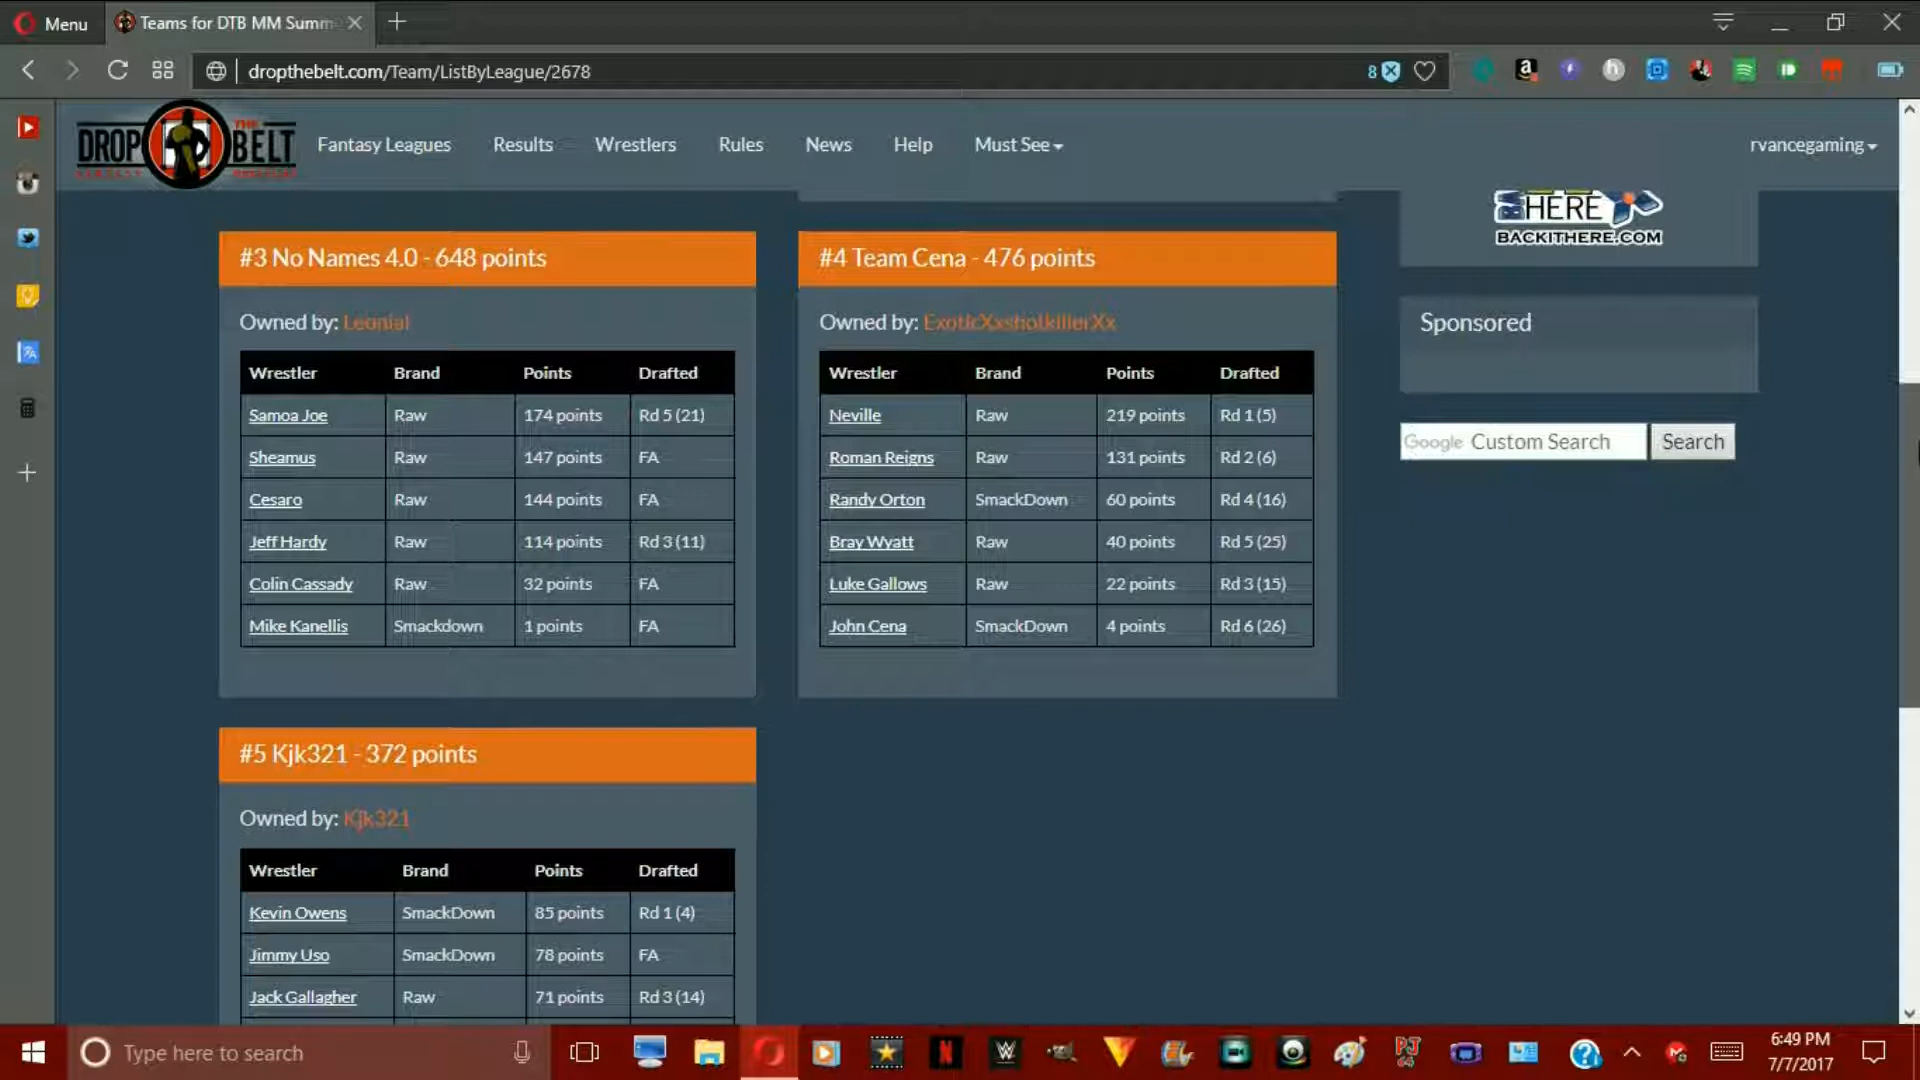 Menu
Teams for DTB MM Summ
dropthebelt.com/Team/ListByLeague/2678
8
DROP THE BELT
Fantasy Leagues
Results
Wrestlers
Rules
News
Help
Must See
rvancegaming
HERE
BACKITHERE.COM
#3 No Names 4.0 - 648 points
Owned by: Leonial
Wrestler Brand Points Drafted
Samoa Joe Raw 174 points Rd 5 (21)
Sheamus Raw 147 points FA
Cesaro Raw 144 points FA
Jeff Hardy Raw 114 points Rd 3 (11)
Colin Cassady Raw 32 points FA
Mike Kanellis Smackdown 1 points FA
#4 Team Cena - 476 points
Owned by: ExoticXxshotkillerXx
Wrestler Brand Points Drafted
Neville Raw 219 points Rd 1 (5)
Roman Reigns Raw 131 points Rd 2 (6)
Randy Orton SmackDown 60 points Rd 4 (16)
Bray Wyatt Raw 40 points Rd 5 (25)
Luke Gallows Raw 22 points Rd 3 (15)
John Cena SmackDown 4 points Rd 6 (26)
Sponsored
Google Custom Search Search
#5 Kjk321 - 372 points
Owned by: Kjk321
Wrestler Brand Points Drafted
Kevin Owens SmackDown 85 points Rd 1 (4)
Jimmy Uso SmackDown 78 points FA
Jack Gallagher Raw 71 points Rd 3 (14)
Type here to search
6:49 PM
7/7/2017